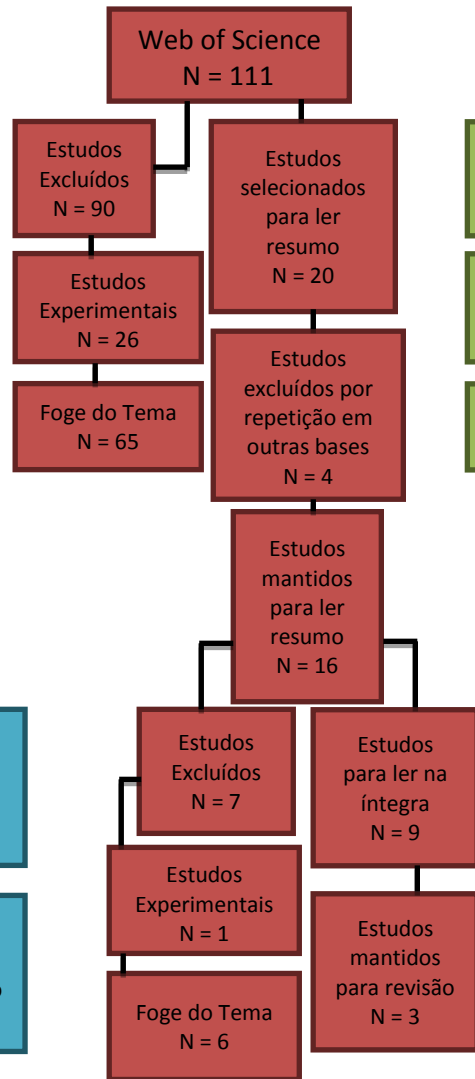 Web of Science
N = 111
Estudos
Excluídos
N = 90
Estudos
Experimentais
N = 26
Foge do Tema
N = 65
Estudos
selecionados
para ler
resumo
N = 20
Estudos
excluídos por
repetição em
outras bases
N = 4
Estudos
mantidos
para ler
resumo
N = 16
Estudos
Excluídos
N = 7
Estudos
Experimentais
N = 1
Foge do Tema
N = 6
Estudos
para ler na
íntegra
N = 9
Estudos
mantidos
para revisão
N = 3